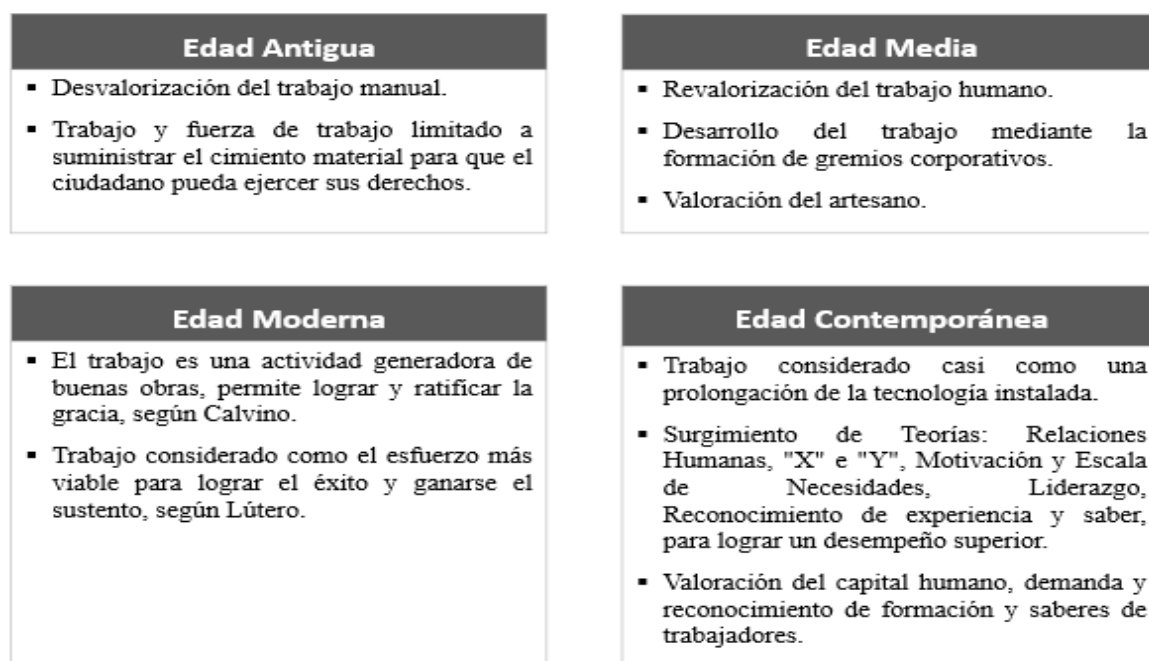 Edad Antigua
▪ Desvalorización del trabajo manual.
▪ Trabajo y fuerza de trabajo limitado a
suministrar el cimiento material para que el
ciudadano pueda ejercer sus derechos.
Edad Media
▪ Revalorización del trabajo humano.
▪ Desarrollo del trabajo mediante la
formación de gremios corporativos.
▪ Valoración del artesano.
Edad Moderna
▪ El trabajo es una actividad generadora de
buenas obras, permite lograr y ratificar la
gracia, según Calvino.
▪ Trabajo considerado como el esfuerzo más
viable para lograr el éxito y ganarse el
sustento, según Lútero.
Edad Contemporánea
▪ Trabajo considerado casi como una
prolongación de la tecnología instalada.
▪ Surgimiento de Teorías: Relaciones
Humanas, "X" e "Y", Motivación y Escala
de Necesidades, Liderazgo,
Reconocimiento de experiencia y saber,
para lograr un desempeño superior.
▪ Valoración del capital humano, demanda y
reconocimiento de formación y saberes de
trabajadores.